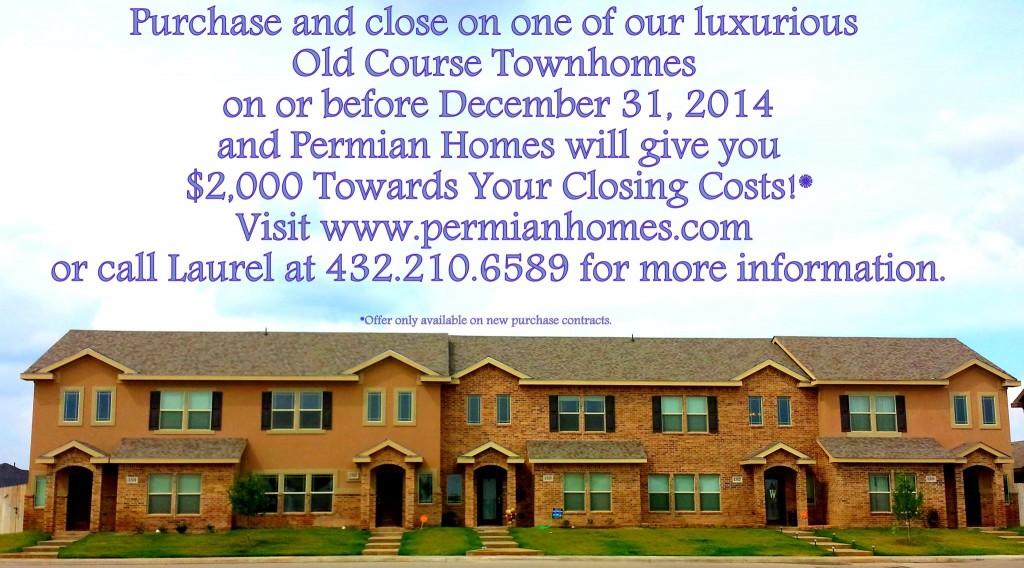 Purchase and close on one of our luxurious
Old Course Townhomes
on or before December 31, 2014
and Permian Homes will give you
$2,000 Towards Your Closing Costs!*
Visit www.permianhomes.com
or call Laurel at 432.210.6589 for more information.
*Offer only available on new purchase contracts.
W